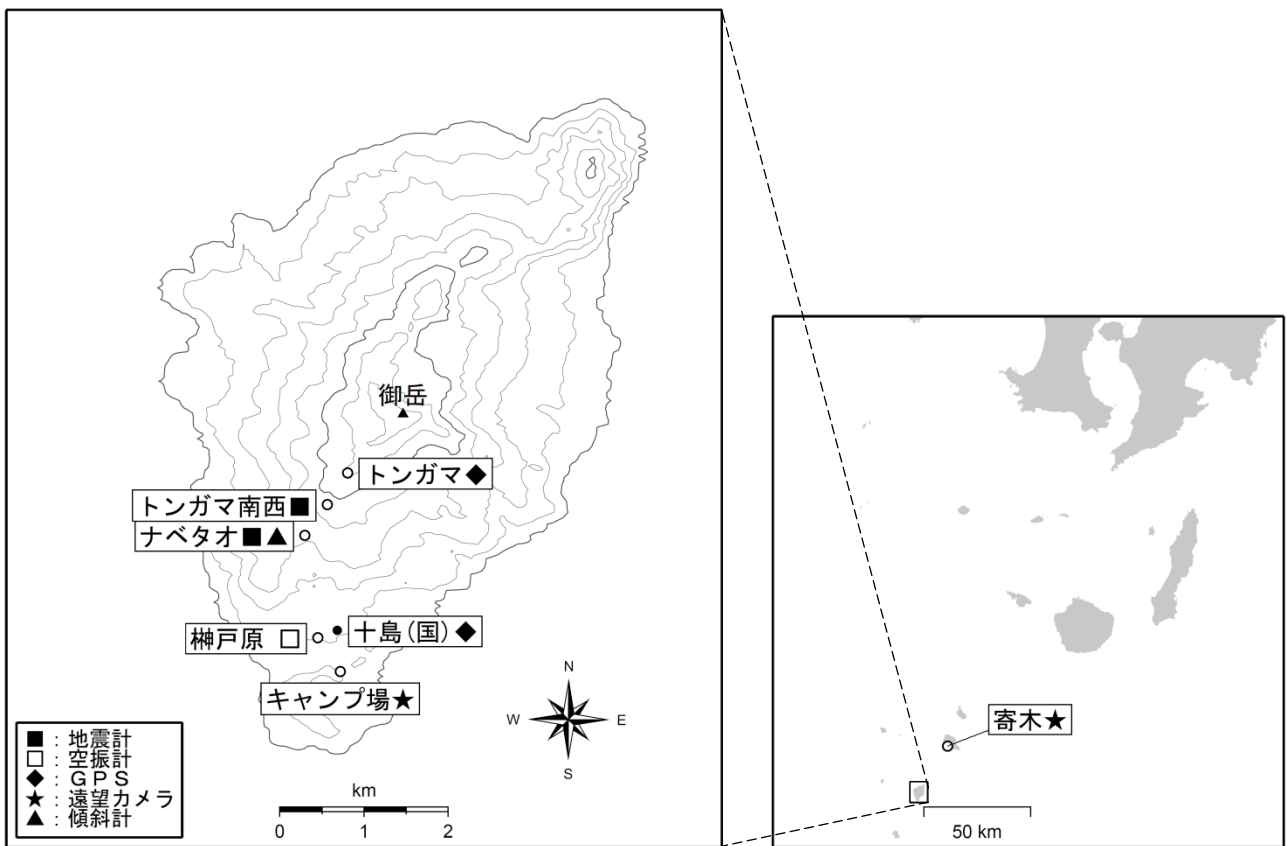 御岳
トンガマ◆
トンガマ南西■
ナベタオ■▲
榊戸原 □
十島(国)◆
キャンプ場★
N
W
E
S
■：地震計
□：空振計
◆：ＧＰＳ
★：遠望カメラ
▲：傾斜計
km
0 1 2
寄木★
50 km